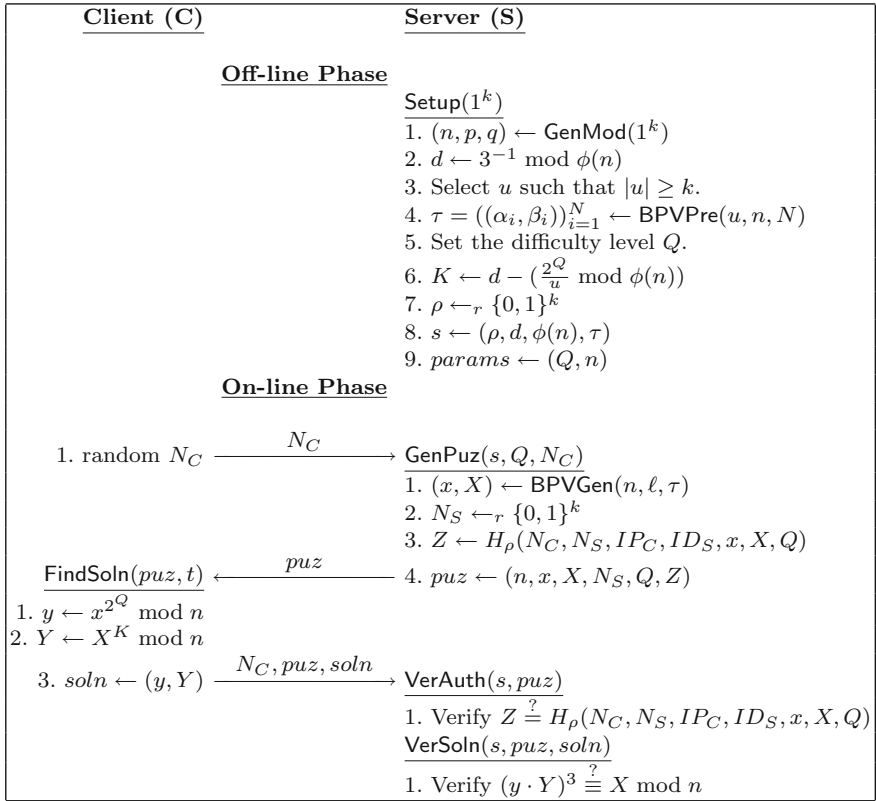 Client (C) Server (S)
Off-line Phase
Setup(1^k)
1. (n, p, q) ← GenMod(1^k)
2. d ← 3^{−1} mod ϕ(n)
3. Select u such that |u| ≥ k.
4. τ = ((α_i, β_i))_{i=1}^N ← BPVPre(u, n, N)
5. Set the difficulty level Q.
6. K ← d − (\frac{2^Q}{u} mod ϕ(n))
7. ρ ←_r {0, 1}^k
8. s ← (ρ, d, ϕ(n), τ)
9. params ← (Q, n)
On-line Phase
1. random N_C N_C GenPuz(s, Q, N_C)
1. (x, X) ← BPVGen(n, ℓ, τ)
2. N_S ←_r {0, 1}^k
3. Z ← H_ρ(N_C, N_S, IP_C, ID_S, x, X, Q)
FindSoln(puz, t) puz 4. puz ← (n, x, X, N_S, Q, Z)
1. y ← x^{2^Q} mod n
2. Y ← X^K mod n
3. soln ← (y, Y) N_C, puz, soln VerAuth(s, puz)
1. Verify Z ≟ H_ρ(N_C, N_S, IP_C, ID_S, x, X, Q)
VerSoln(s, puz, soln)
1. Verify (y · Y)^3 \overset{?}{≡} X mod n